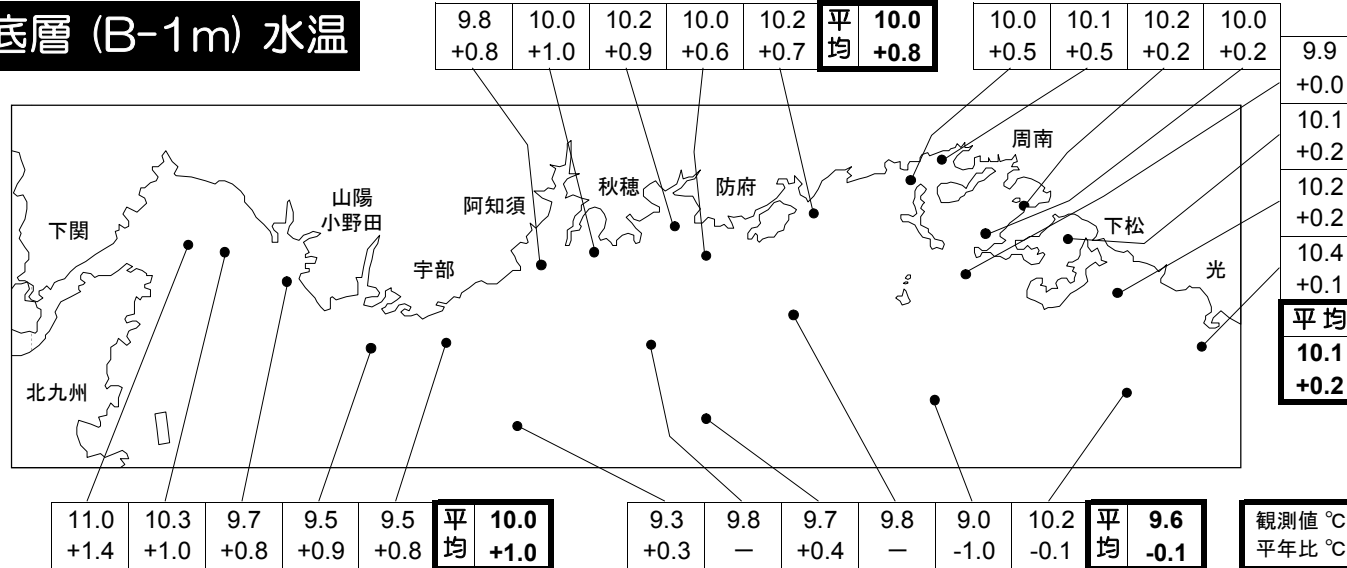 底層 (B-1m) 水温
9.8 10.0 10.2 10.0 10.2 平均 10.0
+0.8 +1.0 +0.9 +0.6 +0.7 +0.8
10.0 10.1 10.2 10.0
+0.5 +0.5 +0.2 +0.2
9.9
+0.0
10.1
+0.2
10.2
+0.2
10.4
+0.1
平均
10.1
+0.2
周南
山陽
小野田
阿知須
秋穂
防府
下関
下松
宇部
光
北九州
11.0 10.3 9.7 9.5 9.5 平均 10.0
+1.4 +1.0 +0.8 +0.9 +0.8 +1.0
9.3 9.8 9.7 9.8 9.0 10.2 平均 9.6
+0.3 － +0.4 － -1.0 -0.1 -0.1
観測値 ℃
平年比 ℃